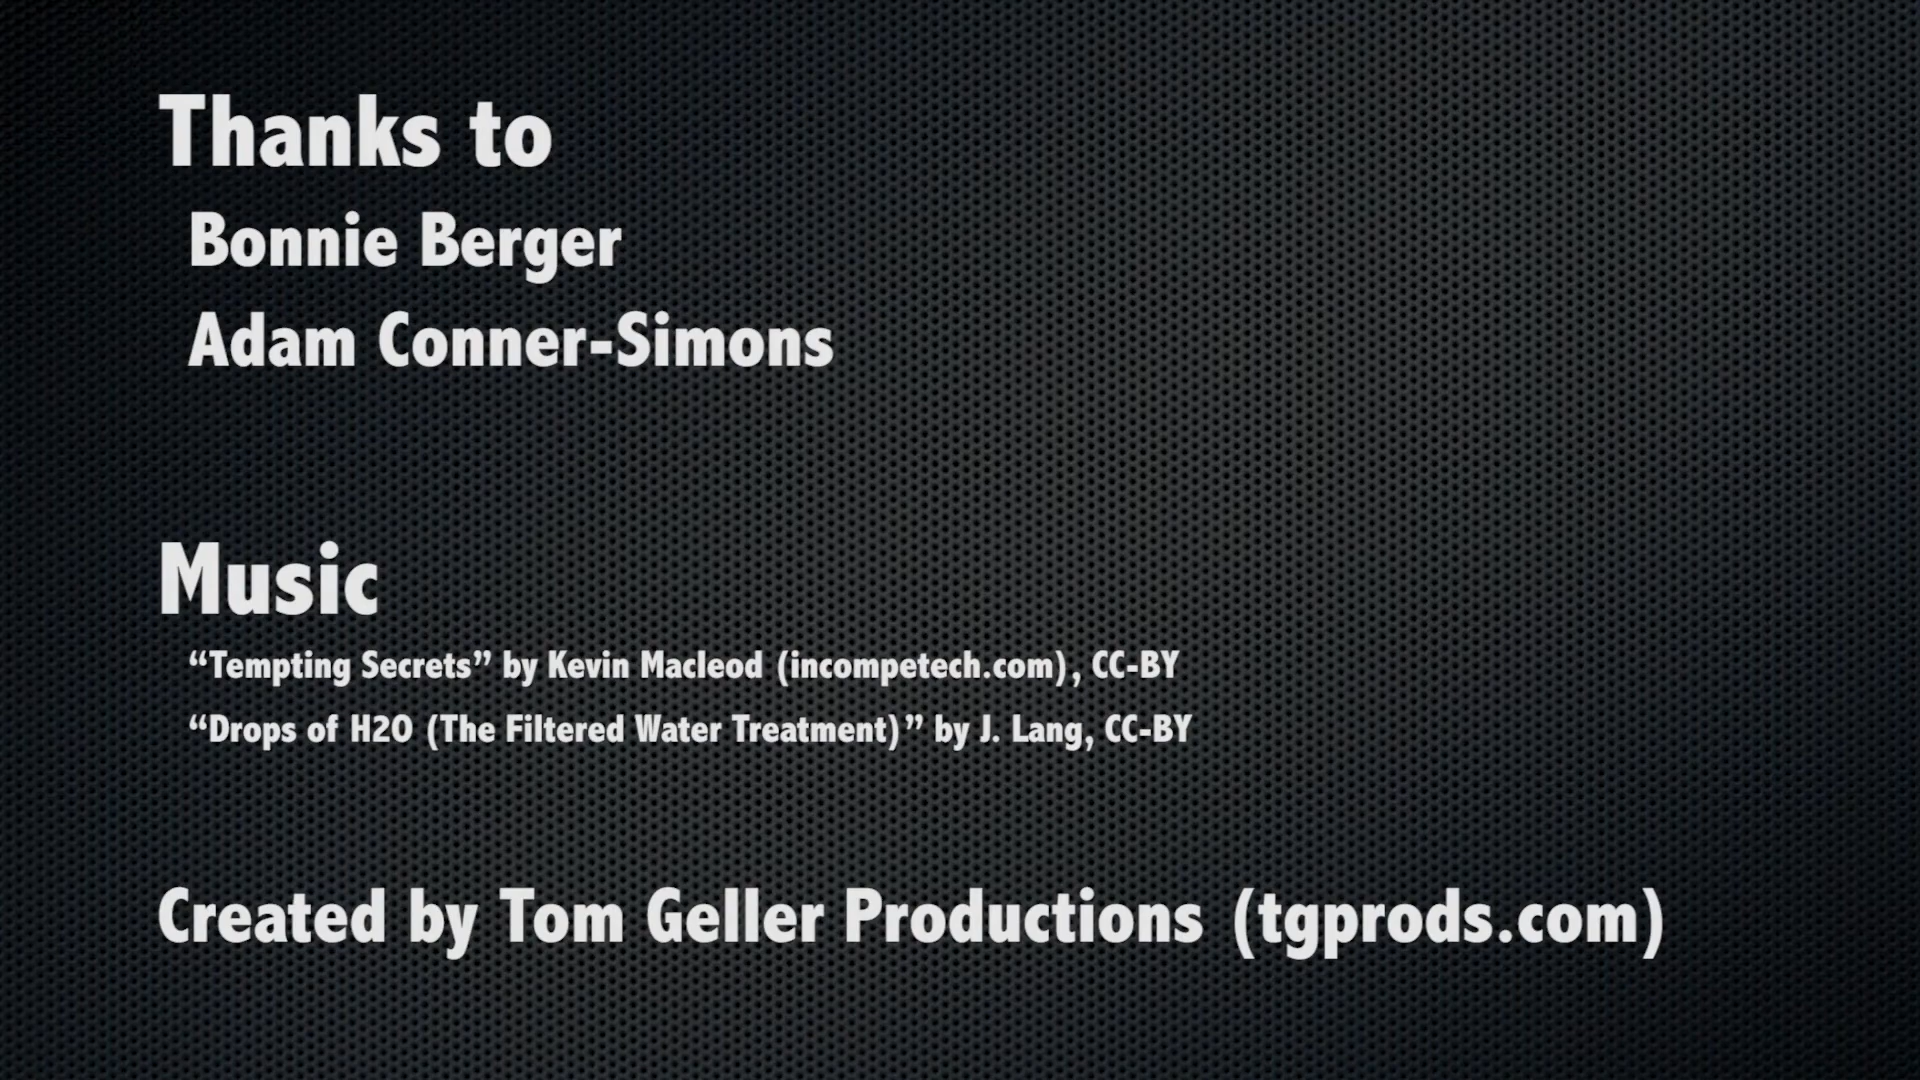 Thanks to
Bonnie Berger
Adam Conner-Simons
Music
“Tempting Secrets” by Kevin Macleod (incompetech.com), CC-BY
“Drops of H2O (The Filtered Water Treatment)” by J. Lang, CC-BY
Created by Tom Geller Productions (tgprods.com)